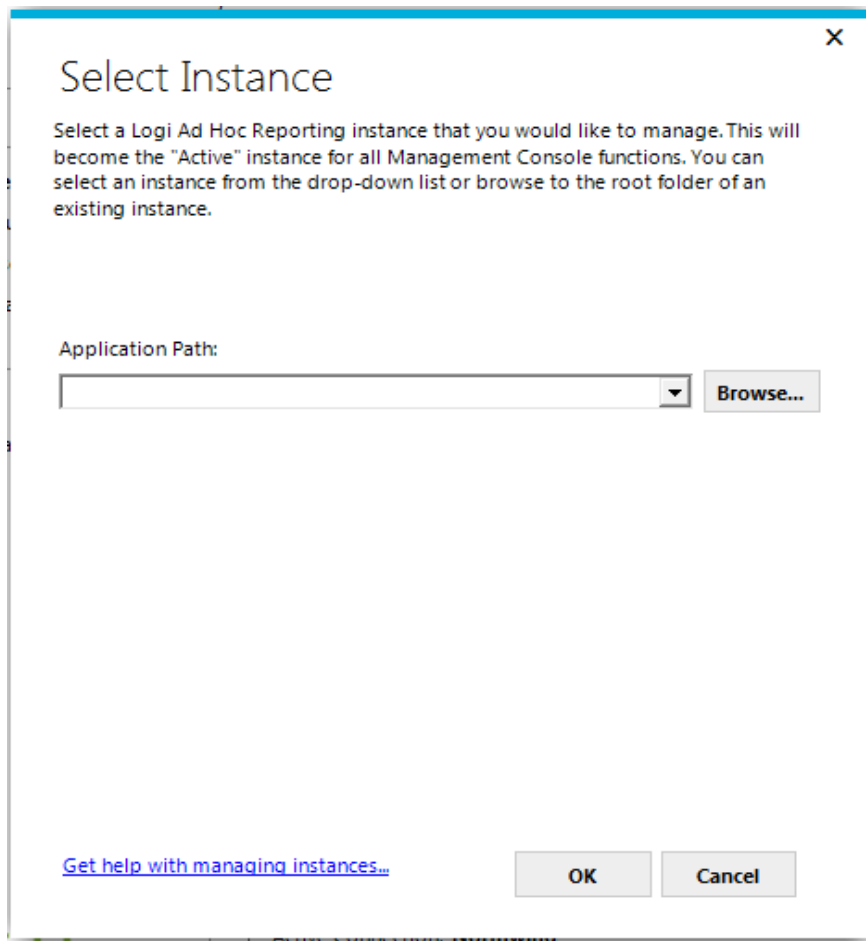 Select Instance
Select a Logi Ad Hoc Reporting instance that you would like to manage. This will
become the "Active" instance for all Management Console functions. You can
select an instance from the drop-down list or browse to the root folder of an
existing instance.
Application Path:
Browse...
Get help with managing instances...
OK
Cancel